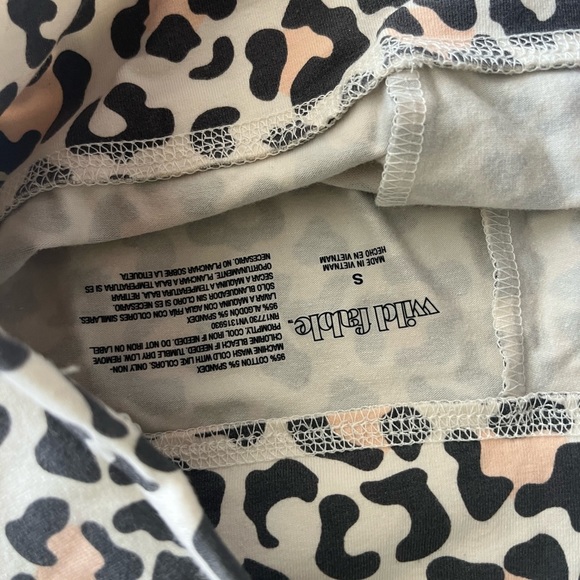 wild fable.
S
MADE IN VIETNAM
HECHO EN VIETNAM
95% COTTON 5% SPANDEX
MACHINE WASH COLD WITH LIKE COLORS. ONLY NON-
CHLORINE BLEACH IF NEEDED. TUMBLE DRY LOW. REMOVE
PROMPTLY. COOL IRON IF NEEDED. DO NOT IRON ON LABEL.
95% ALGODÓN 5% SPANDEX
LAVAR A MÁQUINA CON AGUA FRÍA CON COLORES SIMILARES.
SOLO BLANQUEADOR SIN CLORO SI ES NECESARIO.
SECAR A MÁQUINA A TEMPERATURA BAJA. RETIRAR
OPORTUNAMENTE. PLANCHAR A BAJA TEMPERATURA SI ES
NECESARIO. NO PLANCHAR SOBRE LA ETIQUETA.